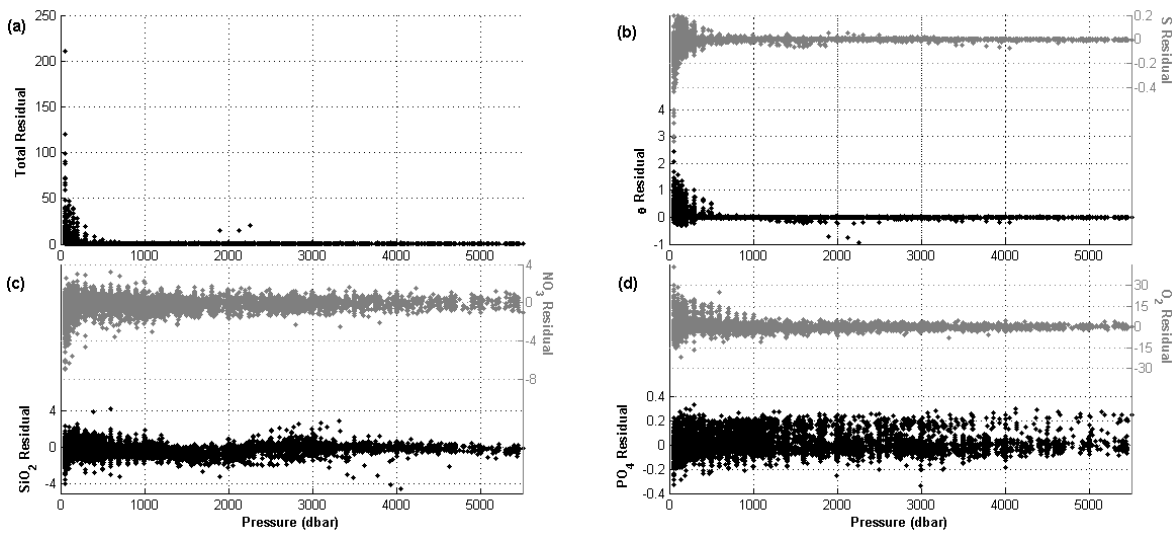 (a)
250
200
150
100
50
0
Total Residual
0 1000 2000 3000 4000 5000
(b)
0.2
0
-0.2
-0.4
S Residual
4
3
2
1
0
-1
θ Residual
0 1000 2000 3000 4000 5000
(c)
4
0
-4
-8
NO3 Residual
4
0
-4
SiO2 Residual
0 1000 2000 3000 4000 5000
Pressure (dbar)
(d)
30
15
0
-15
-30
O2 Residual
0.4
0.2
0
-0.2
-0.4
PO4 Residual
0 1000 2000 3000 4000 5000
Pressure (dbar)